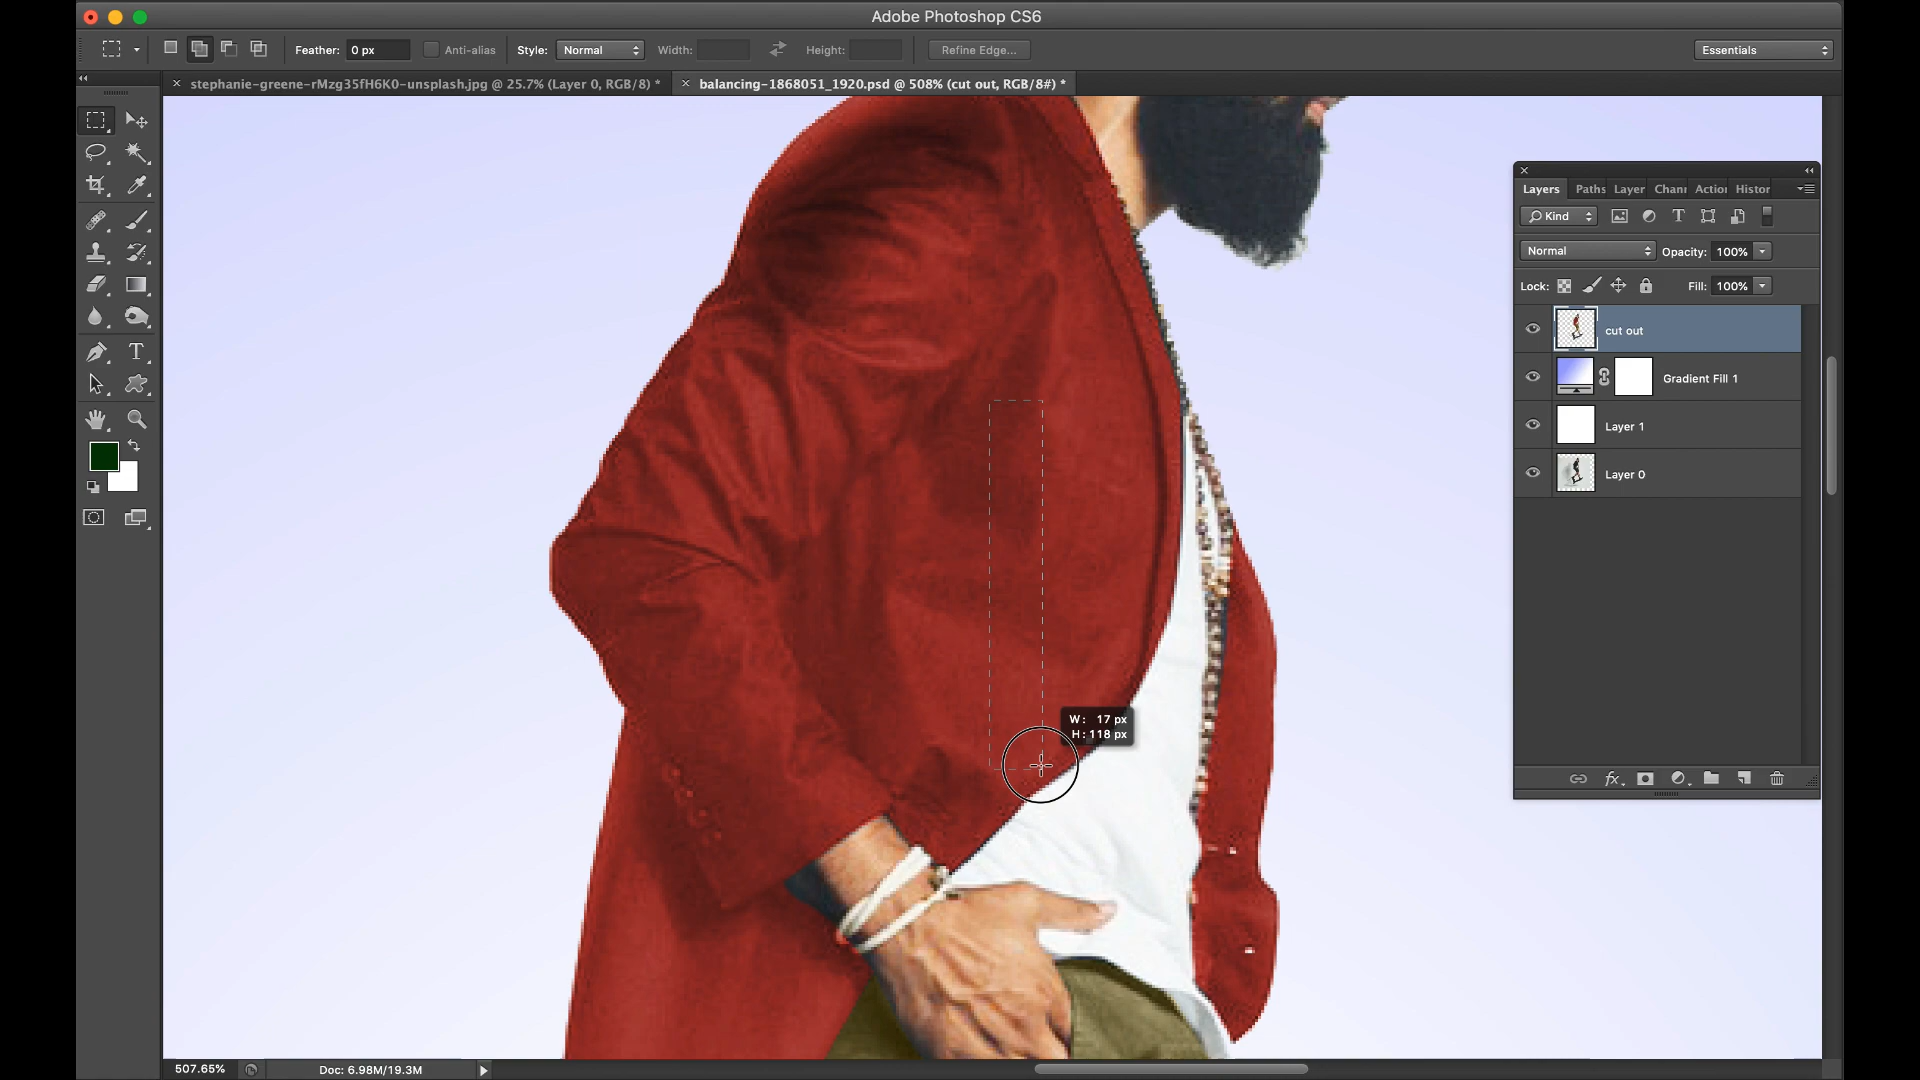 Adobe Photoshop CS6
Feather: 0 px Anti-alias Style: Normal Width: Height: Refine Edge... Essentials
stephanie-greene-rMzg35fH6K0-unsplash.jpg @ 25.7% (Layer 0, RGB/8) *
balancing-1868051_1920.psd @ 508% (cut out, RGB/8#) *
Layers Paths Layer Chann Action Histor
Kind
Normal Opacity: 100%
Lock: Fill: 100%
cut out
Gradient Fill 1
Layer 1
Layer 0
W: 17 px
H: 118 px
507.65% Doc: 6.98M/19.3M